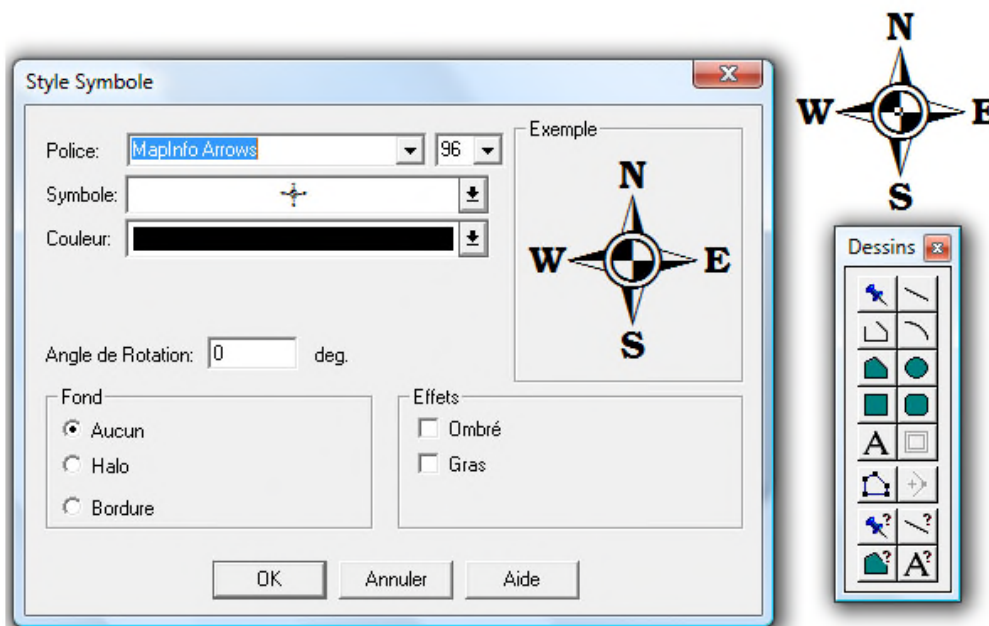 Style Symbole
Police:
MapInfo Arrows
96
Symbole:
Couleur:
Angle de Rotation:
0
deg.
Exemple
N
W
E
S
Fond
Aucun
Halo
Bordure
Effets
Ombré
Gras
OK
Annuler
Aide
N
W
E
S
Dessins
A
?
?
?
A?